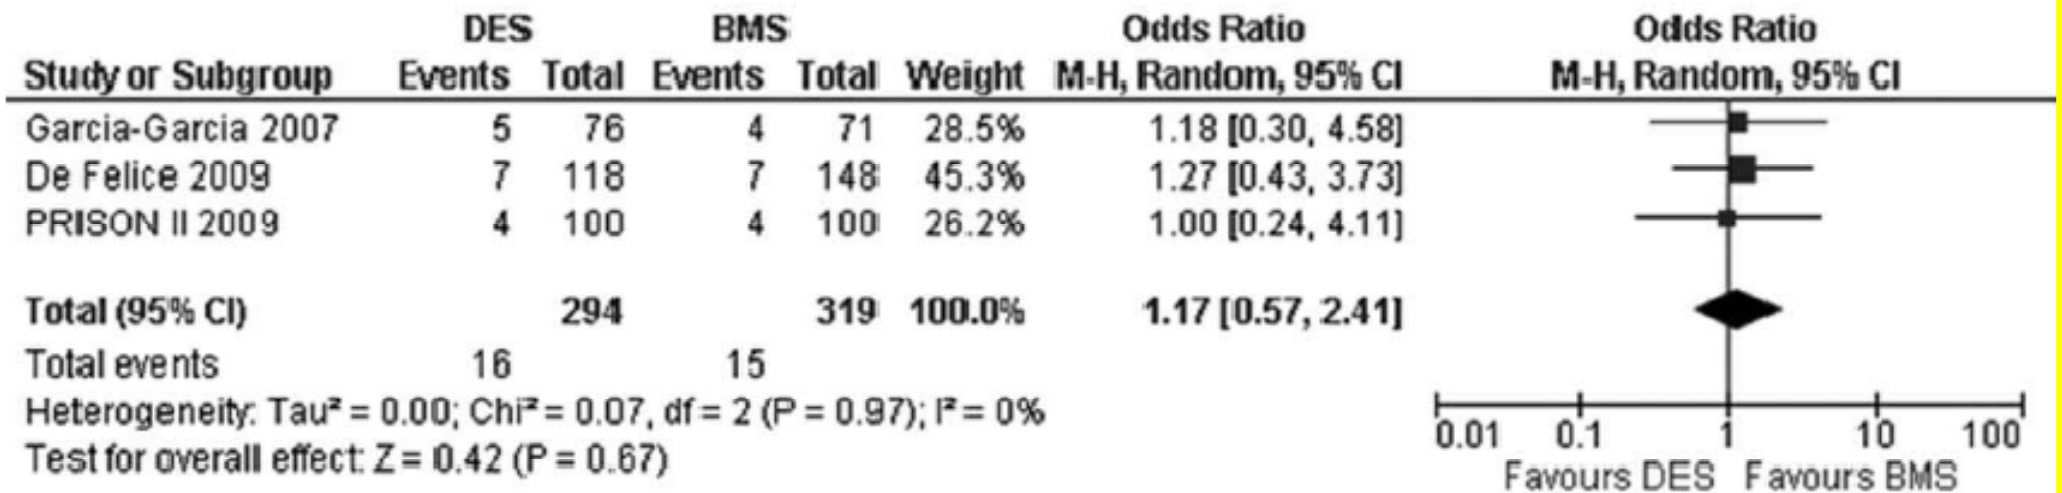 DES BMS Odds Ratio Odds Ratio
Study or Subgroup Events Total Events Total Weight M-H, Random, 95% CI M-H, Random, 95% CI
Garcia-Garcia 2007 5 76 4 71 28.5% 1.18 [0.30, 4.58]
De Felice 2009 7 118 7 148 45.3% 1.27 [0.43, 3.73]
PRISON II 2009 4 100 4 100 26.2% 1.00 [0.24, 4.11]
Total (95% CI) 294 319 100.0% 1.17 [0.57, 2.41]
Total events 16 15
Heterogeneity: Tau² = 0.00; Chi² = 0.07, df = 2 (P = 0.97); I² = 0%
Test for overall effect: Z = 0.42 (P = 0.67)
0.01 0.1 1 10 100
Favours DES Favours BMS